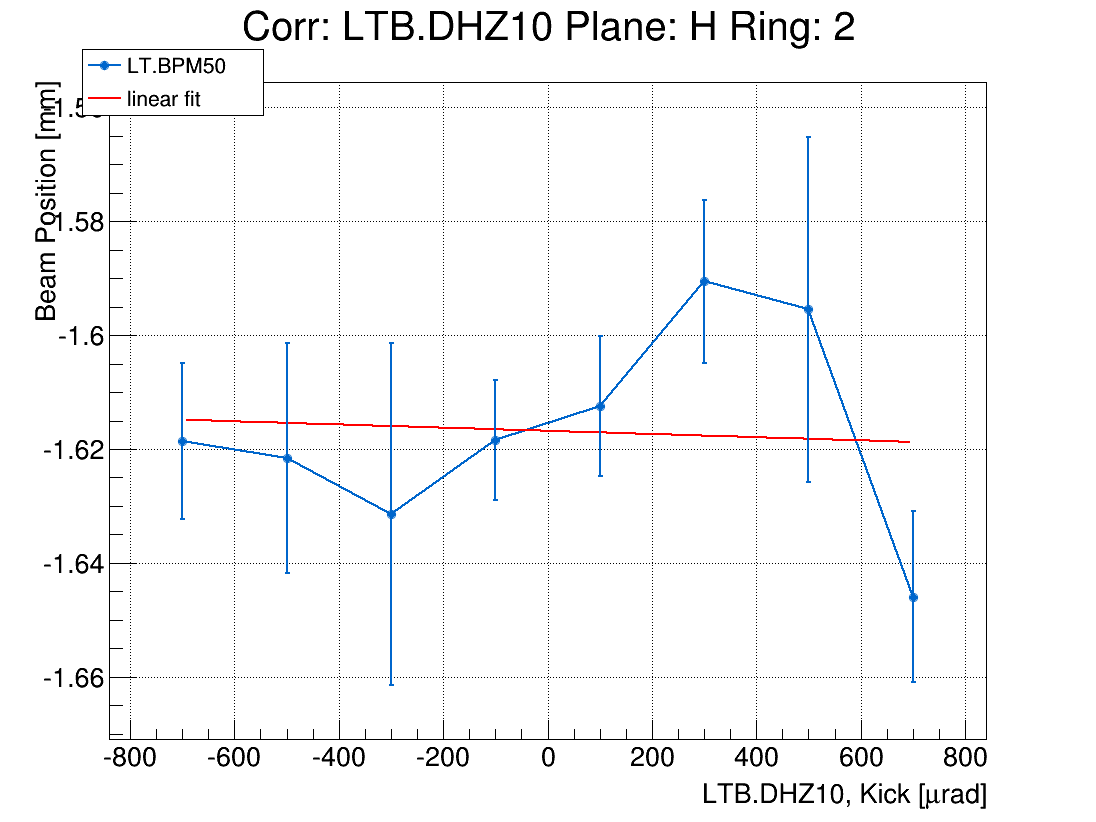 Corr: LTB.DHZ10 Plane: H Ring: 2
LT.BPM50
linear fit
Beam Position [mm]
-1.58
-1.6
-1.62
-1.64
-1.66
-800 -600 -400 -200 0 200 400 600 800
LTB.DHZ10, Kick [μrad]